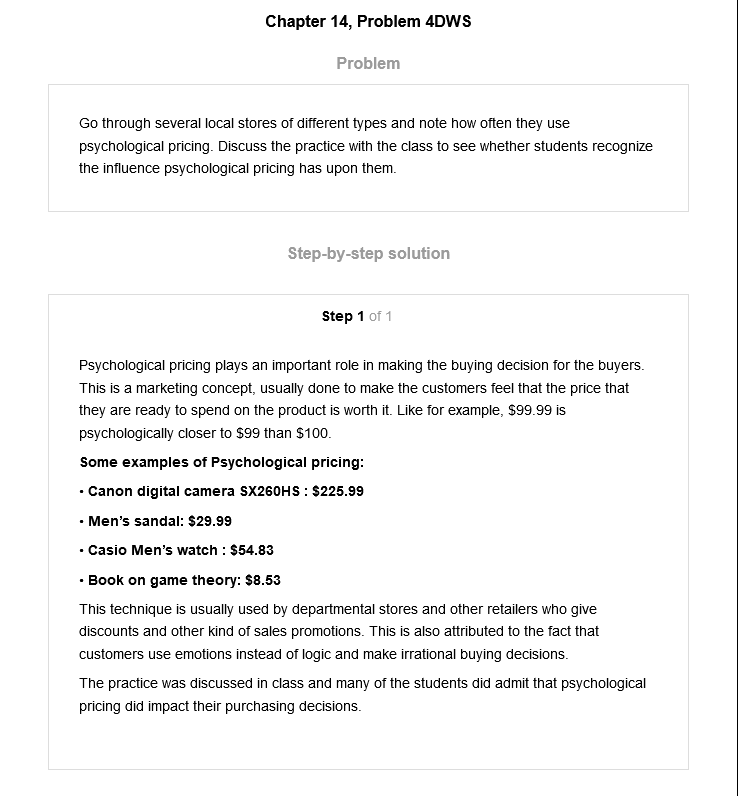 Chapter 14, Problem 4DWS
Problem
Go through several local stores of different types and note how often they use
psychological pricing. Discuss the practice with the class to see whether students recognize
the influence psychological pricing has upon them.
Step-by-step solution
Step 1 of 1
Psychological pricing plays an important role in making the buying decision for the buyers.
This is a marketing concept, usually done to make the customers feel that the price that
they are ready to spend on the product is worth it. Like for example, $99.99 is
psychologically closer to $99 than $100.
Some examples of Psychological pricing:
• Canon digital camera SX260HS : $225.99
• Men’s sandal: $29.99
• Casio Men’s watch : $54.83
• Book on game theory: $8.53
This technique is usually used by departmental stores and other retailers who give
discounts and other kind of sales promotions. This is also attributed to the fact that
customers use emotions instead of logic and make irrational buying decisions.
The practice was discussed in class and many of the students did admit that psychological
pricing did impact their purchasing decisions.